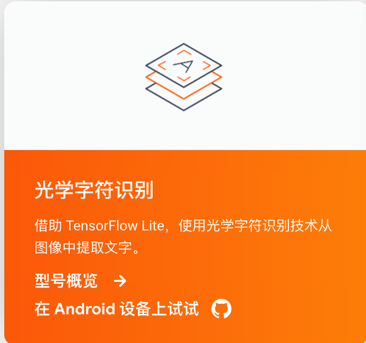 A
光学字符识别
借助 TensorFlow Lite，使用光学字符识别技术从
图像中提取文字。
型号概览
在 Android 设备上试试